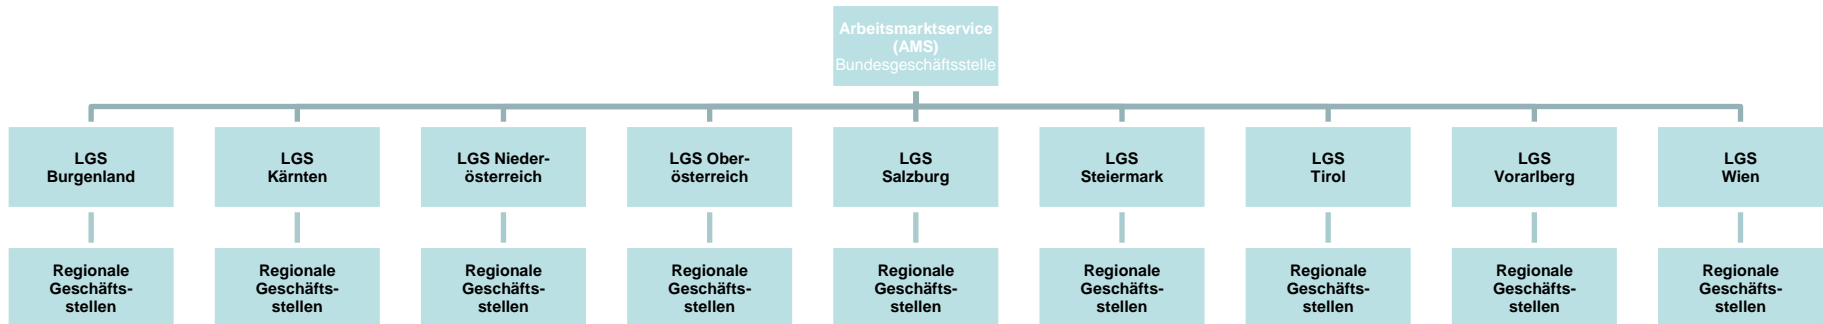 Arbeitsmarktservice
(AMS)
Bundesgeschäftsstelle
LGS
Burgenland
LGS
Kärnten
LGS Nieder-
österreich
LGS Ober-
österreich
LGS
Salzburg
LGS
Steiermark
LGS
Tirol
LGS
Vorarlberg
LGS
Wien
Regionale
Geschäfts-
stellen
Regionale
Geschäfts-
stellen
Regionale
Geschäfts-
stellen
Regionale
Geschäfts-
stellen
Regionale
Geschäfts-
stellen
Regionale
Geschäfts-
stellen
Regionale
Geschäfts-
stellen
Regionale
Geschäfts-
stellen
Regionale
Geschäfts-
stellen